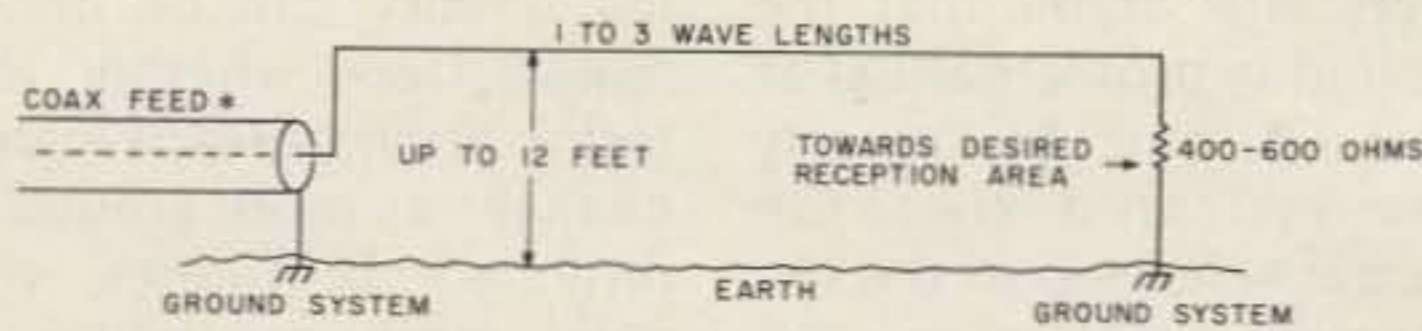 1 TO 3 WAVE LENGTHS
COAX FEED *
UP TO 12 FEET
TOWARDS DESIRED
RECEPTION AREA
400-600 OHMS
EARTH
GROUND SYSTEM
GROUND SYSTEM